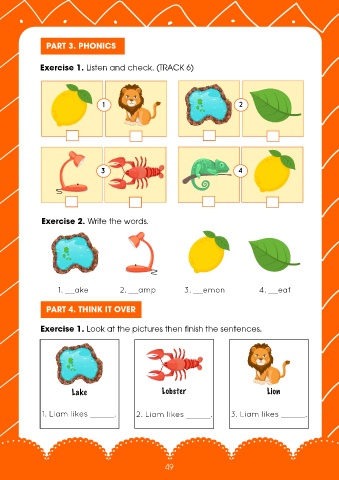 PART 3. PHONICS
Exercise 1. Listen and check. (TRACK 6)
1
2
3
4
Exercise 2. Write the words.
1. __ake 2. __amp 3. __emon 4. __eaf
PART 4. THINK IT OVER
Exercise 1. Look at the pictures then finish the sentences.
Lake Lobster Lion
1. Liam likes ______. 2. Liam likes ______. 3. Liam likes ______.
49